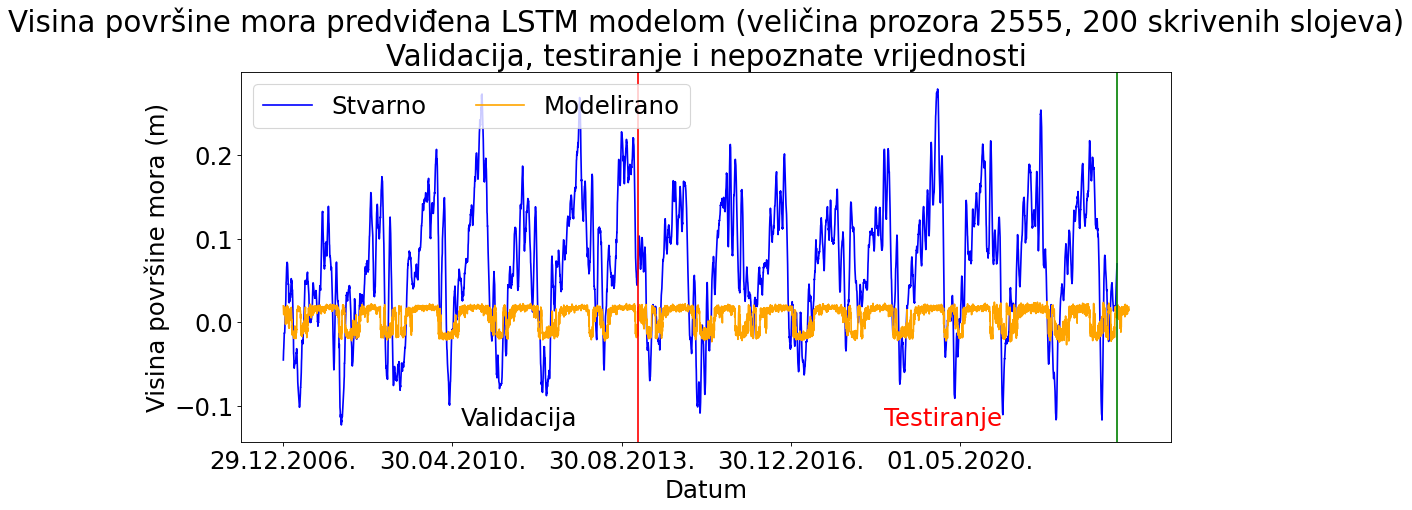 Visina površine mora predviđena LSTM modelom (veličina prozora 2555, 200 skrivenih slojeva)
Validacija, testiranje i nepoznate vrijednosti
Stvarno
Modelirano
Visina površine mora (m)
0.2
0.1
0.0
−0.1
Validacija
Testiranje
29.12.2006.
30.04.2010.
30.08.2013.
30.12.2016.
01.05.2020.
Datum